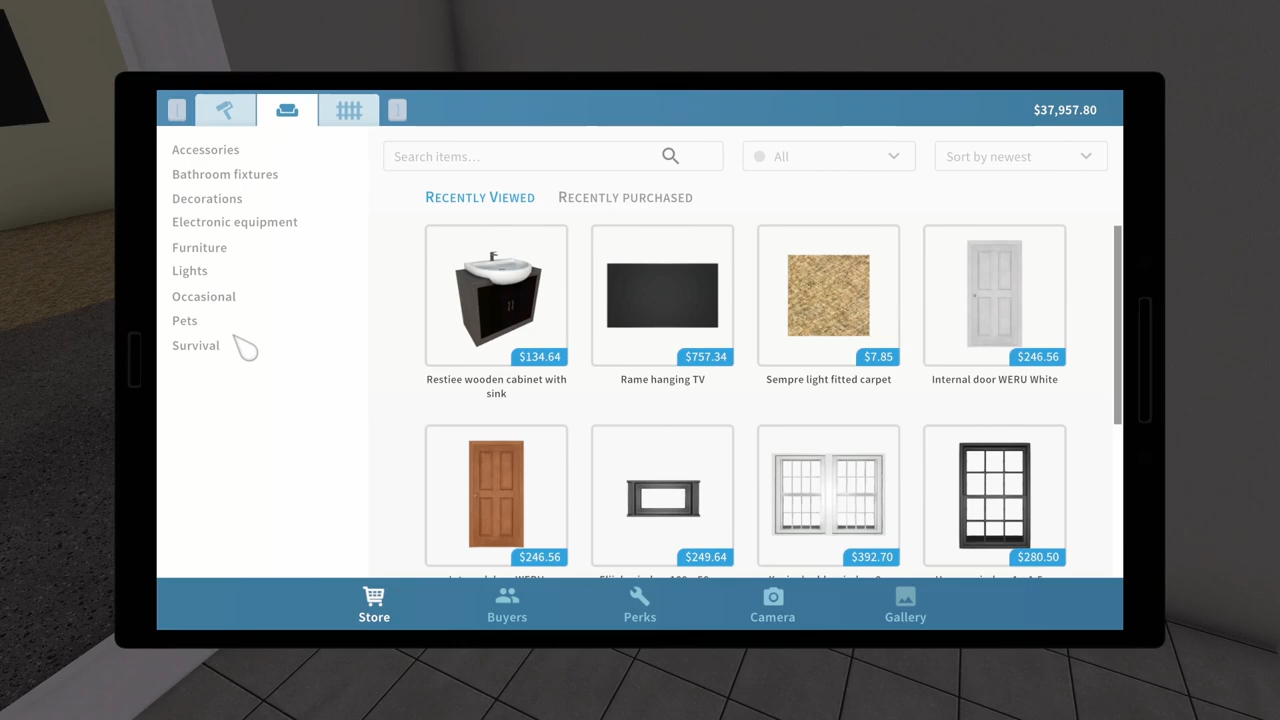 $37,957.80
Accessories
Bathroom fixtures
Decorations
Electronic equipment
Furniture
Lights
Occasional
Pets
Survival
Search items...
All
Sort by newest
RECENTLY VIEWED
RECENTLY PURCHASED
$134.64
$757.34
$7.85
$246.56
Restiee wooden cabinet with
sink
Rame hanging TV
Sempre light fitted carpet
Internal door WERU White
$246.56
$249.64
$392.70
$280.50
Store
Buyers
Perks
Camera
Gallery